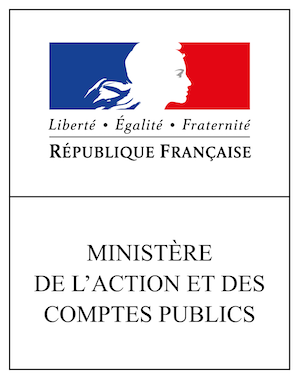 Liberté • Égalité • Fraternité
RÉPUBLIQUE FRANÇAISE
MINISTÈRE
DE L’ACTION ET DES
COMPTES PUBLICS